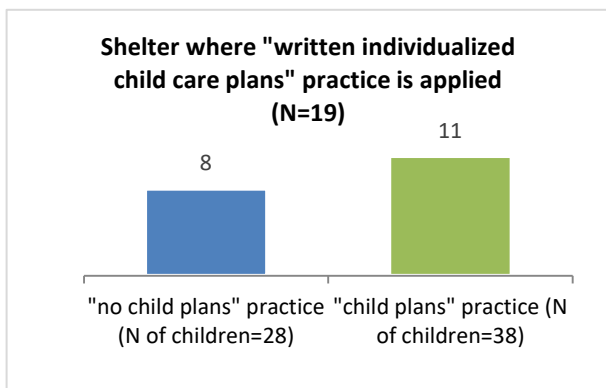 Shelter where "written individualized
child care plans" practice is applied
(N=19)
11
8
"no child plans" practice
(N of children=28)
"child plans" practice (N
of children=38)